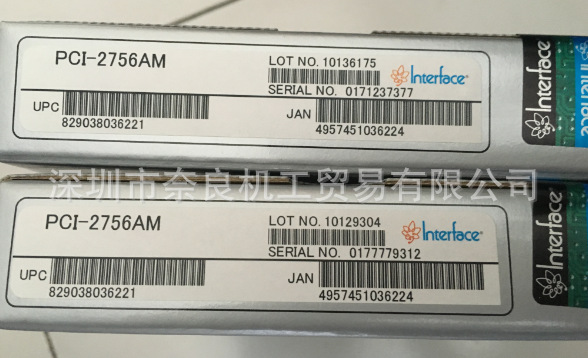 PCI-2756AM
LOT NO. 10136175
Interface
SERIAL NO. 0171237377
UPC
829038036221
JAN
4957451036224
Interface
Interface
深圳市奈良机工贸易有限公司
PCI-2756AM
LOT NO. 10129304
Interface
SERIAL NO. 0177779312
UPC
829038036221
JAN
4957451036224
Interface